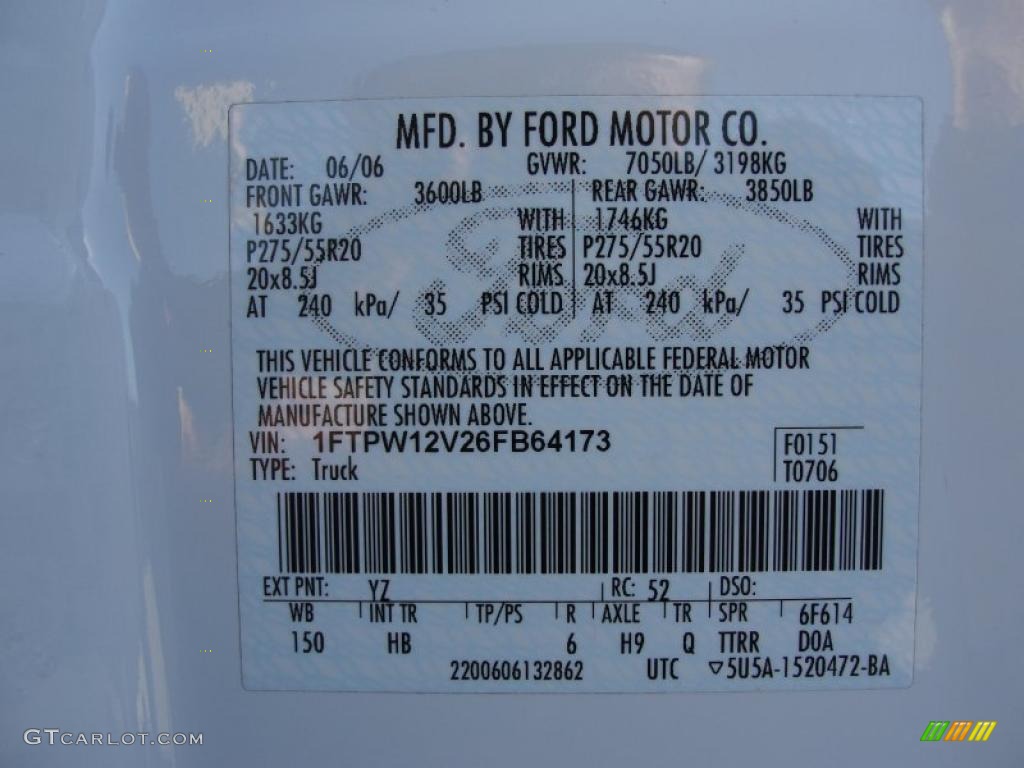 MFD. BY FORD MOTOR CO.
DATE: 06/06 GVWR: 7050LB/ 3198KG
FRONT GAWR: 3600LB REAR GAWR: 3850LB
1633KG WITH 1746KG WITH
P275/55R20 TIRES P275/55R20 TIRES
20x8.5J RIMS 20x8.5J RIMS
AT 240 kPa/ 35 PSI COLD AT 240 kPa/ 35 PSI COLD
Ford
THIS VEHICLE CONFORMS TO ALL APPLICABLE FEDERAL MOTOR
VEHICLE SAFETY STANDARDS IN EFFECT ON THE DATE OF
MANUFACTURE SHOWN ABOVE.
VIN: 1FTPW12V26FB64173 F0151
TYPE: Truck T0706
EXT PNT: YZ RC: 52 DSO:
WB INT TR TP/PS R AXLE TR SPR 6F614
150 HB 6 H9 Q TTRR DOA
2200606132862 UTC ▽5U5A-1520472-BA
GTCARLOT.COM